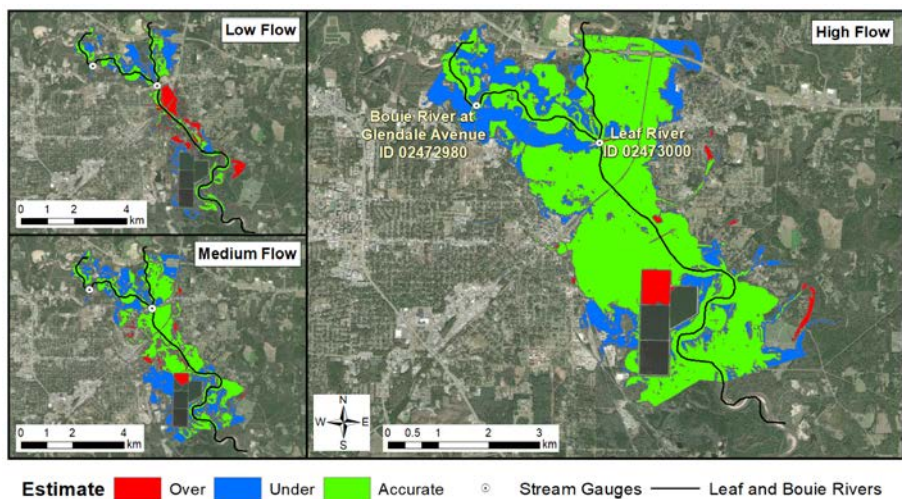 Low Flow
0 1 2 4
km
Medium Flow
0 1 2 4
km
High Flow
Bouie River at
Glendale Avenue
ID 02472980
Leaf River
ID 02473000
N
W E
S
0 0.5 1 2 3
km
Estimate Over Under Accurate Stream Gauges Leaf and Bouie Rivers